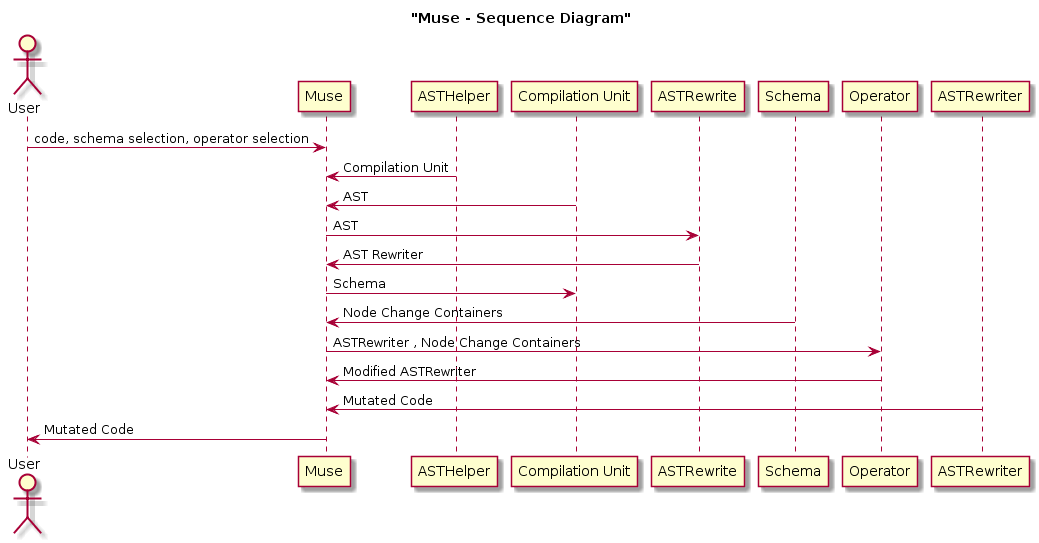 "Muse - Sequence Diagram"
User
Muse
ASTHelper
Compilation Unit
ASTRewrite
Schema
Operator
ASTRewriter
code, schema selection, operator selection
Compilation Unit
AST
AST
AST Rewriter
Schema
Node Change Containers
ASTRewriter , Node Change Containers
Modified ASTRewriter
Mutated Code
Mutated Code
User
Muse
ASTHelper
Compilation Unit
ASTRewrite
Schema
Operator
ASTRewriter